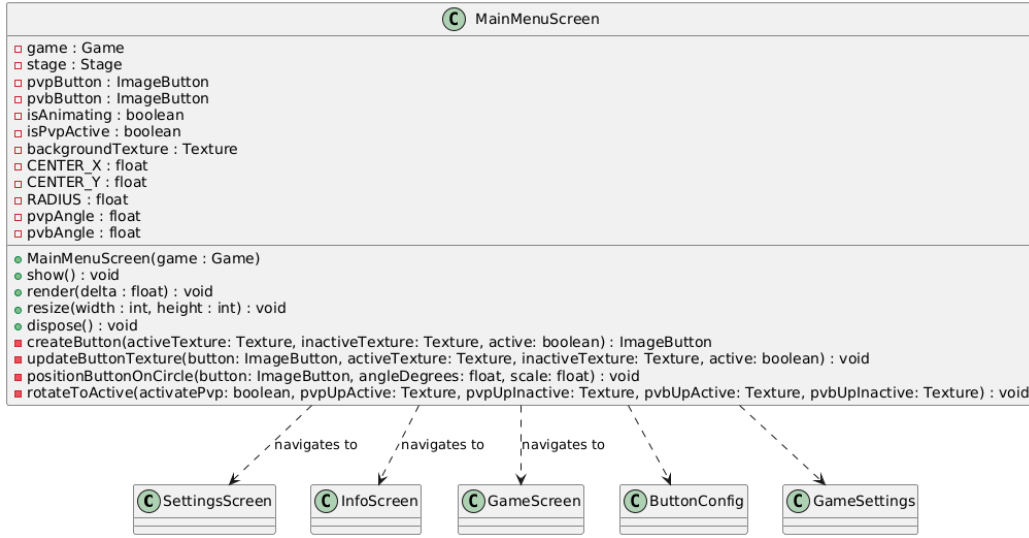 C MainMenuScreen
game : Game
stage : Stage
pvpButton : ImageButton
pvbButton : ImageButton
isAnimating : boolean
isPvpActive : boolean
backgroundTexture : Texture
CENTER_X : float
CENTER_Y : float
RADIUS : float
pvpAngle : float
pvbAngle : float
MainMenuScreen(game : Game)
show() : void
render(delta : float) : void
resize(width : int, height : int) : void
dispose() : void
createButton(activeTexture: Texture, inactiveTexture: Texture, active: boolean) : ImageButton
updateButtonTexture(button: ImageButton, activeTexture: Texture, inactiveTexture: Texture, active: boolean) : void
positionButtonOnCircle(button: ImageButton, angleDegrees: float, scale: float) : void
rotateToActive(activatePvp: boolean, pvpUpActive: Texture, pvpUpInactive: Texture, pvbUpActive: Texture, pvbUpInactive: Texture) : void
navigates to navigates to navigates to
C SettingsScreen C InfoScreen C GameScreen C ButtonConfig C GameSettings